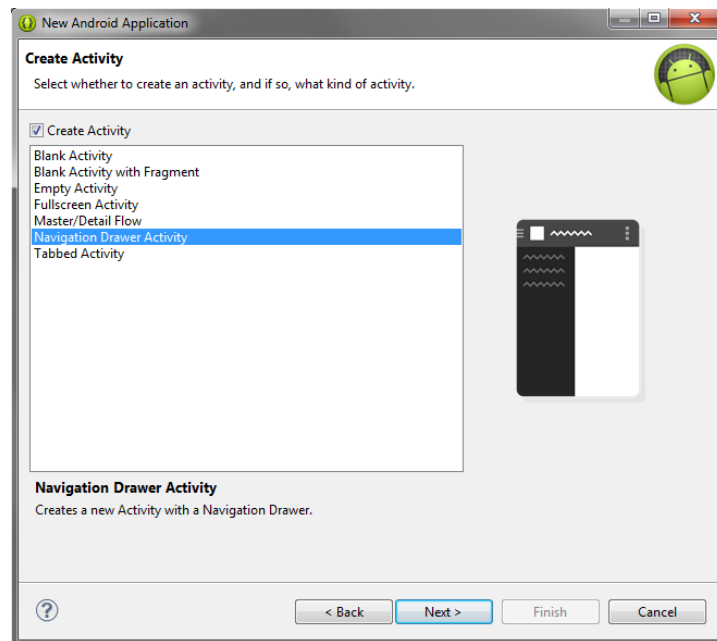 New Android Application
Create Activity
Select whether to create an activity, and if so, what kind of activity.
Create Activity
Blank Activity
Blank Activity with Fragment
Empty Activity
Fullscreen Activity
Master/Detail Flow
Navigation Drawer Activity
Tabbed Activity
Navigation Drawer Activity
Creates a new Activity with a Navigation Drawer.
? < Back Next > Finish Cancel